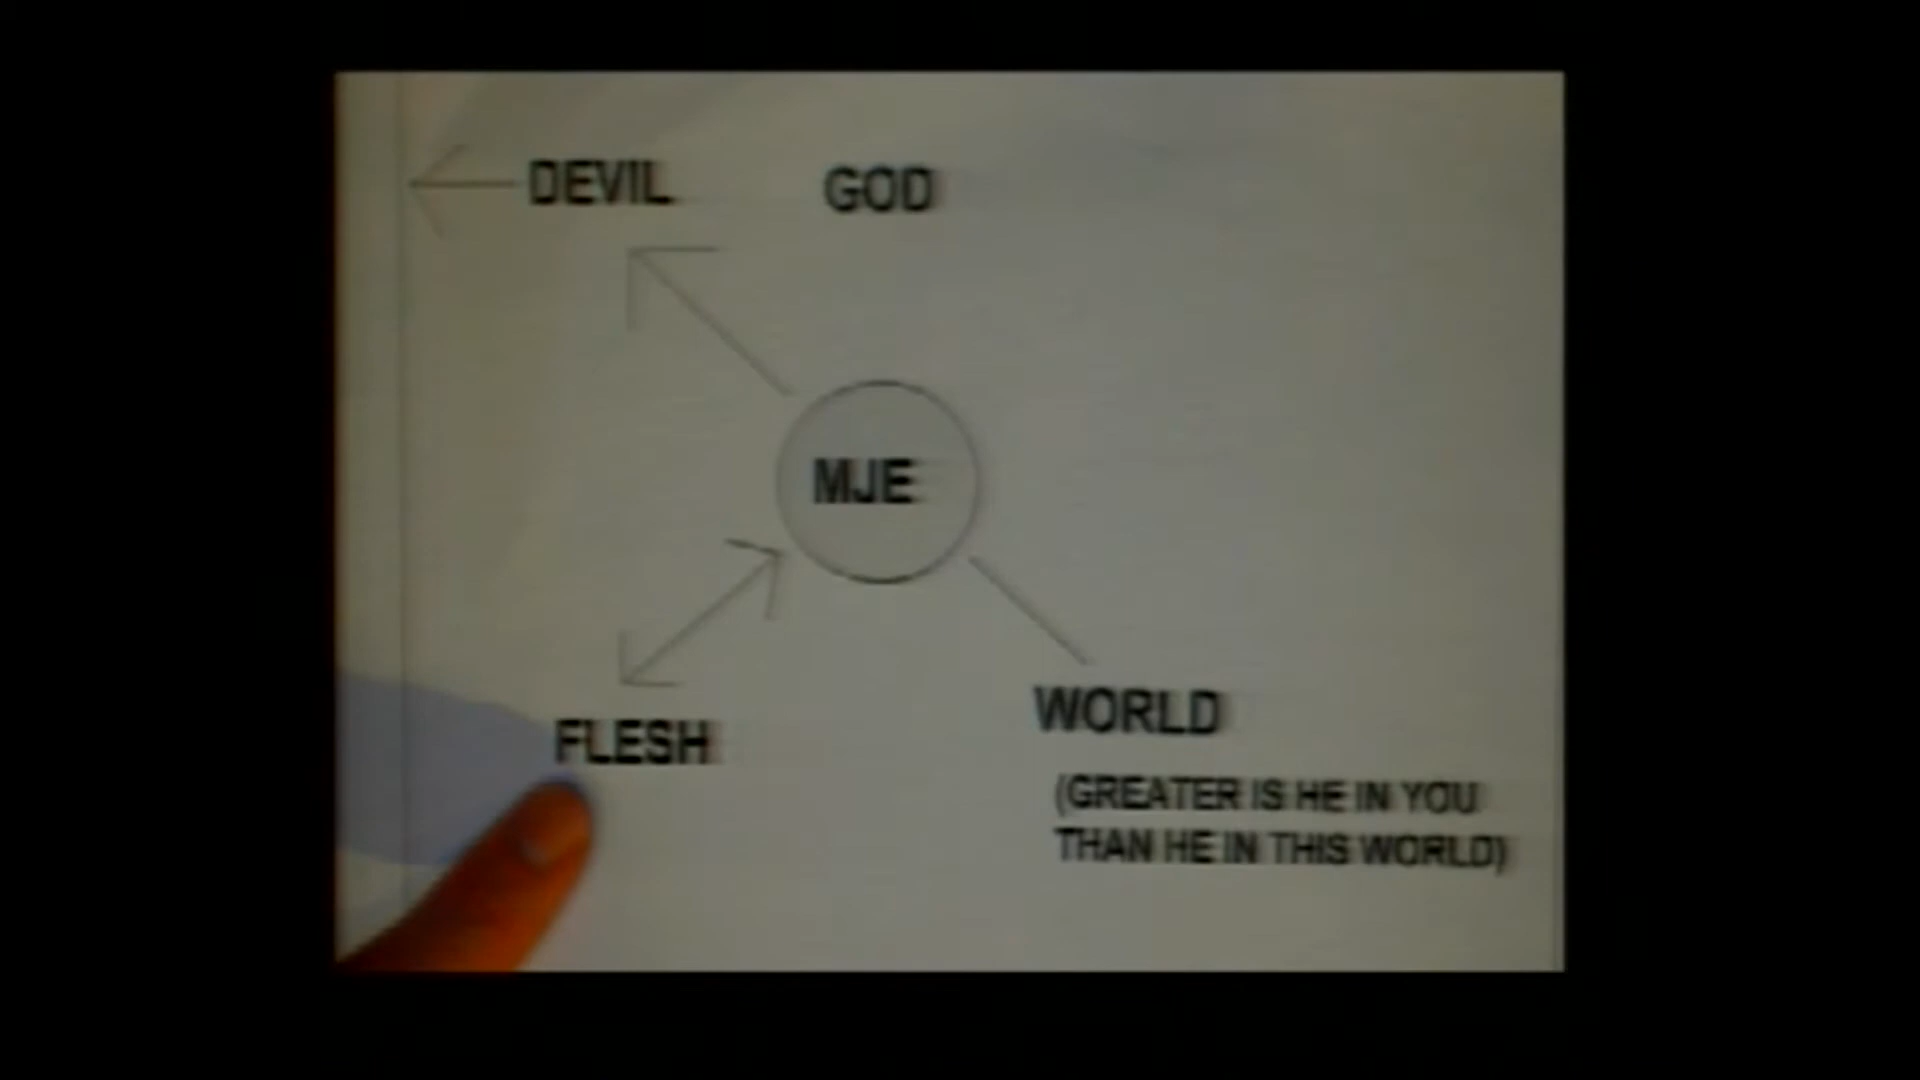 DEVIL GOD
MJE
FLESH
WORLD
(GREATER IS HE IN YOU
THAN HE IN THIS WORLD)